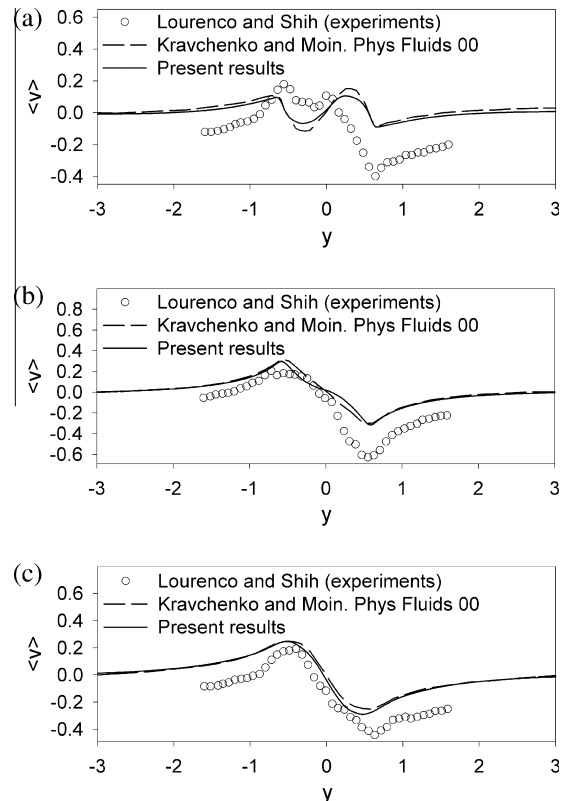 (a)
0.6
0.4
0.2
0.0
-0.2
-0.4
<v>
Lourenco and Shih (experiments)
Kravchenko and Moin. Phys Fluids 00
Present results
-3 -2 -1 0 1 2 3
y
(b)
0.8
0.6
0.4
0.2
0.0
-0.2
-0.4
-0.6
<v>
Lourenco and Shih (experiments)
Kravchenko and Moin. Phys Fluids 00
Present results
-3 -2 -1 0 1 2 3
y
(c)
0.6
0.4
0.2
0.0
-0.2
-0.4
<v>
Lourenco and Shih (experiments)
Kravchenko and Moin. Phys Fluids 00
Present results
-3 -2 -1 0 1 2 3
y